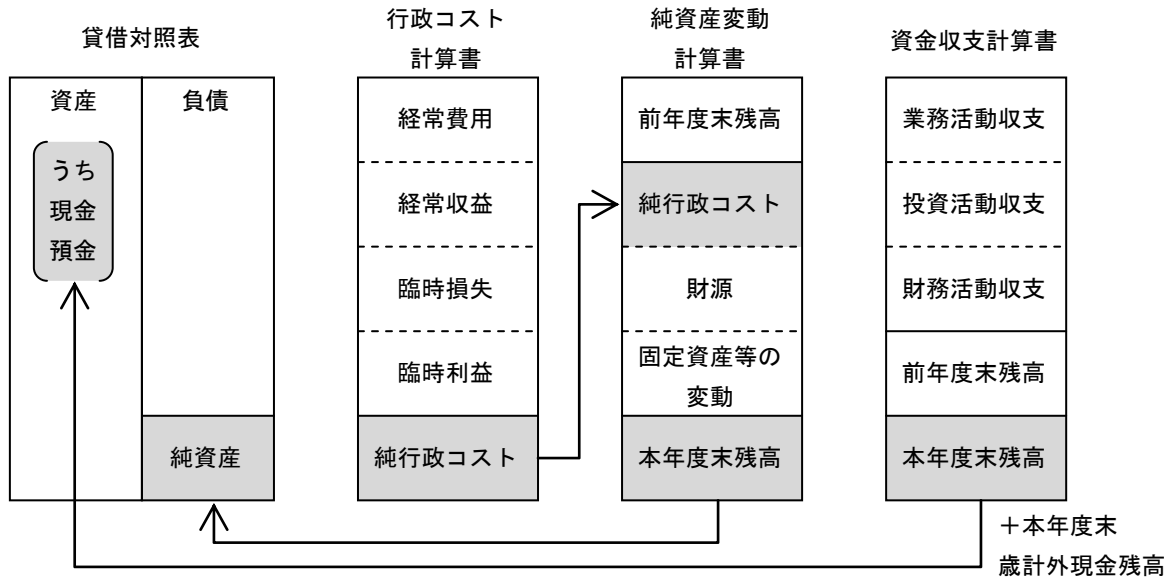 貸借対照表
資産
うち
現金
預金
負債
純資産
行政コスト
計算書
経常費用
経常収益
臨時損失
臨時利益
純行政コスト
純資産変動
計算書
前年度末残高
純行政コスト
財源
固定資産等の
変動
本年度末残高
資金収支計算書
業務活動収支
投資活動収支
財務活動収支
前年度末残高
本年度末残高
＋本年度末
歳計外現金残高